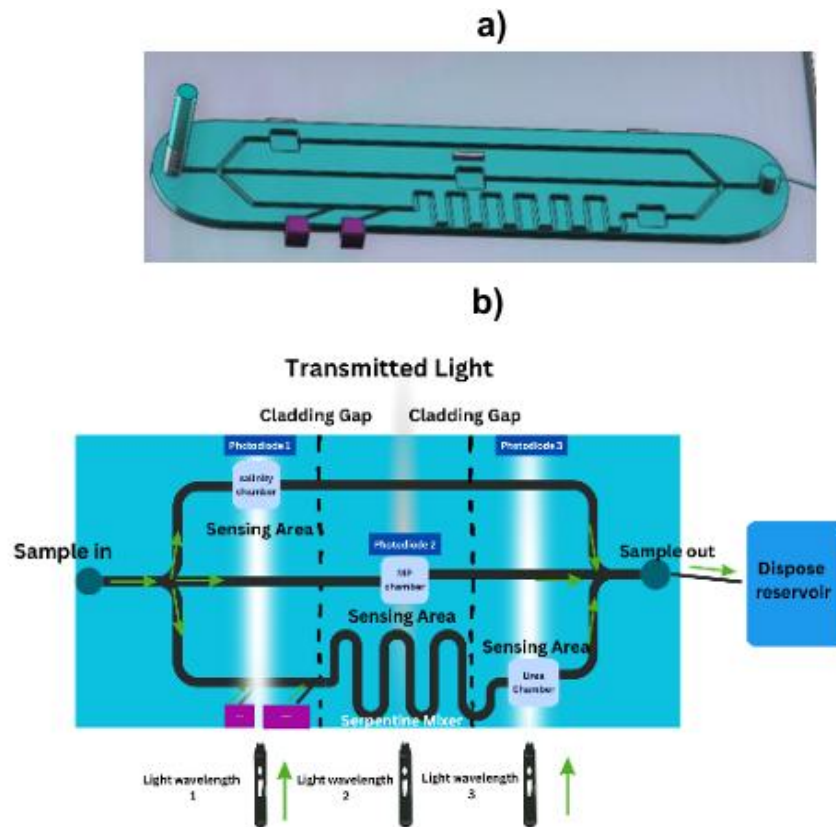 a)
b)
Transmitted Light
Cladding Gap
Cladding Gap
Photodiode 1
Photodiode 3
salinity
chamber
Sensing Area
Sample in
Photodiode 2
MP
chamber
Sample out
Dispose
reservoir
Sensing Area
Sensing Area
Urea
Chamber
Serpentine Mixer
Light wavelength
1
Light wavelength
2
Light wavelength
3